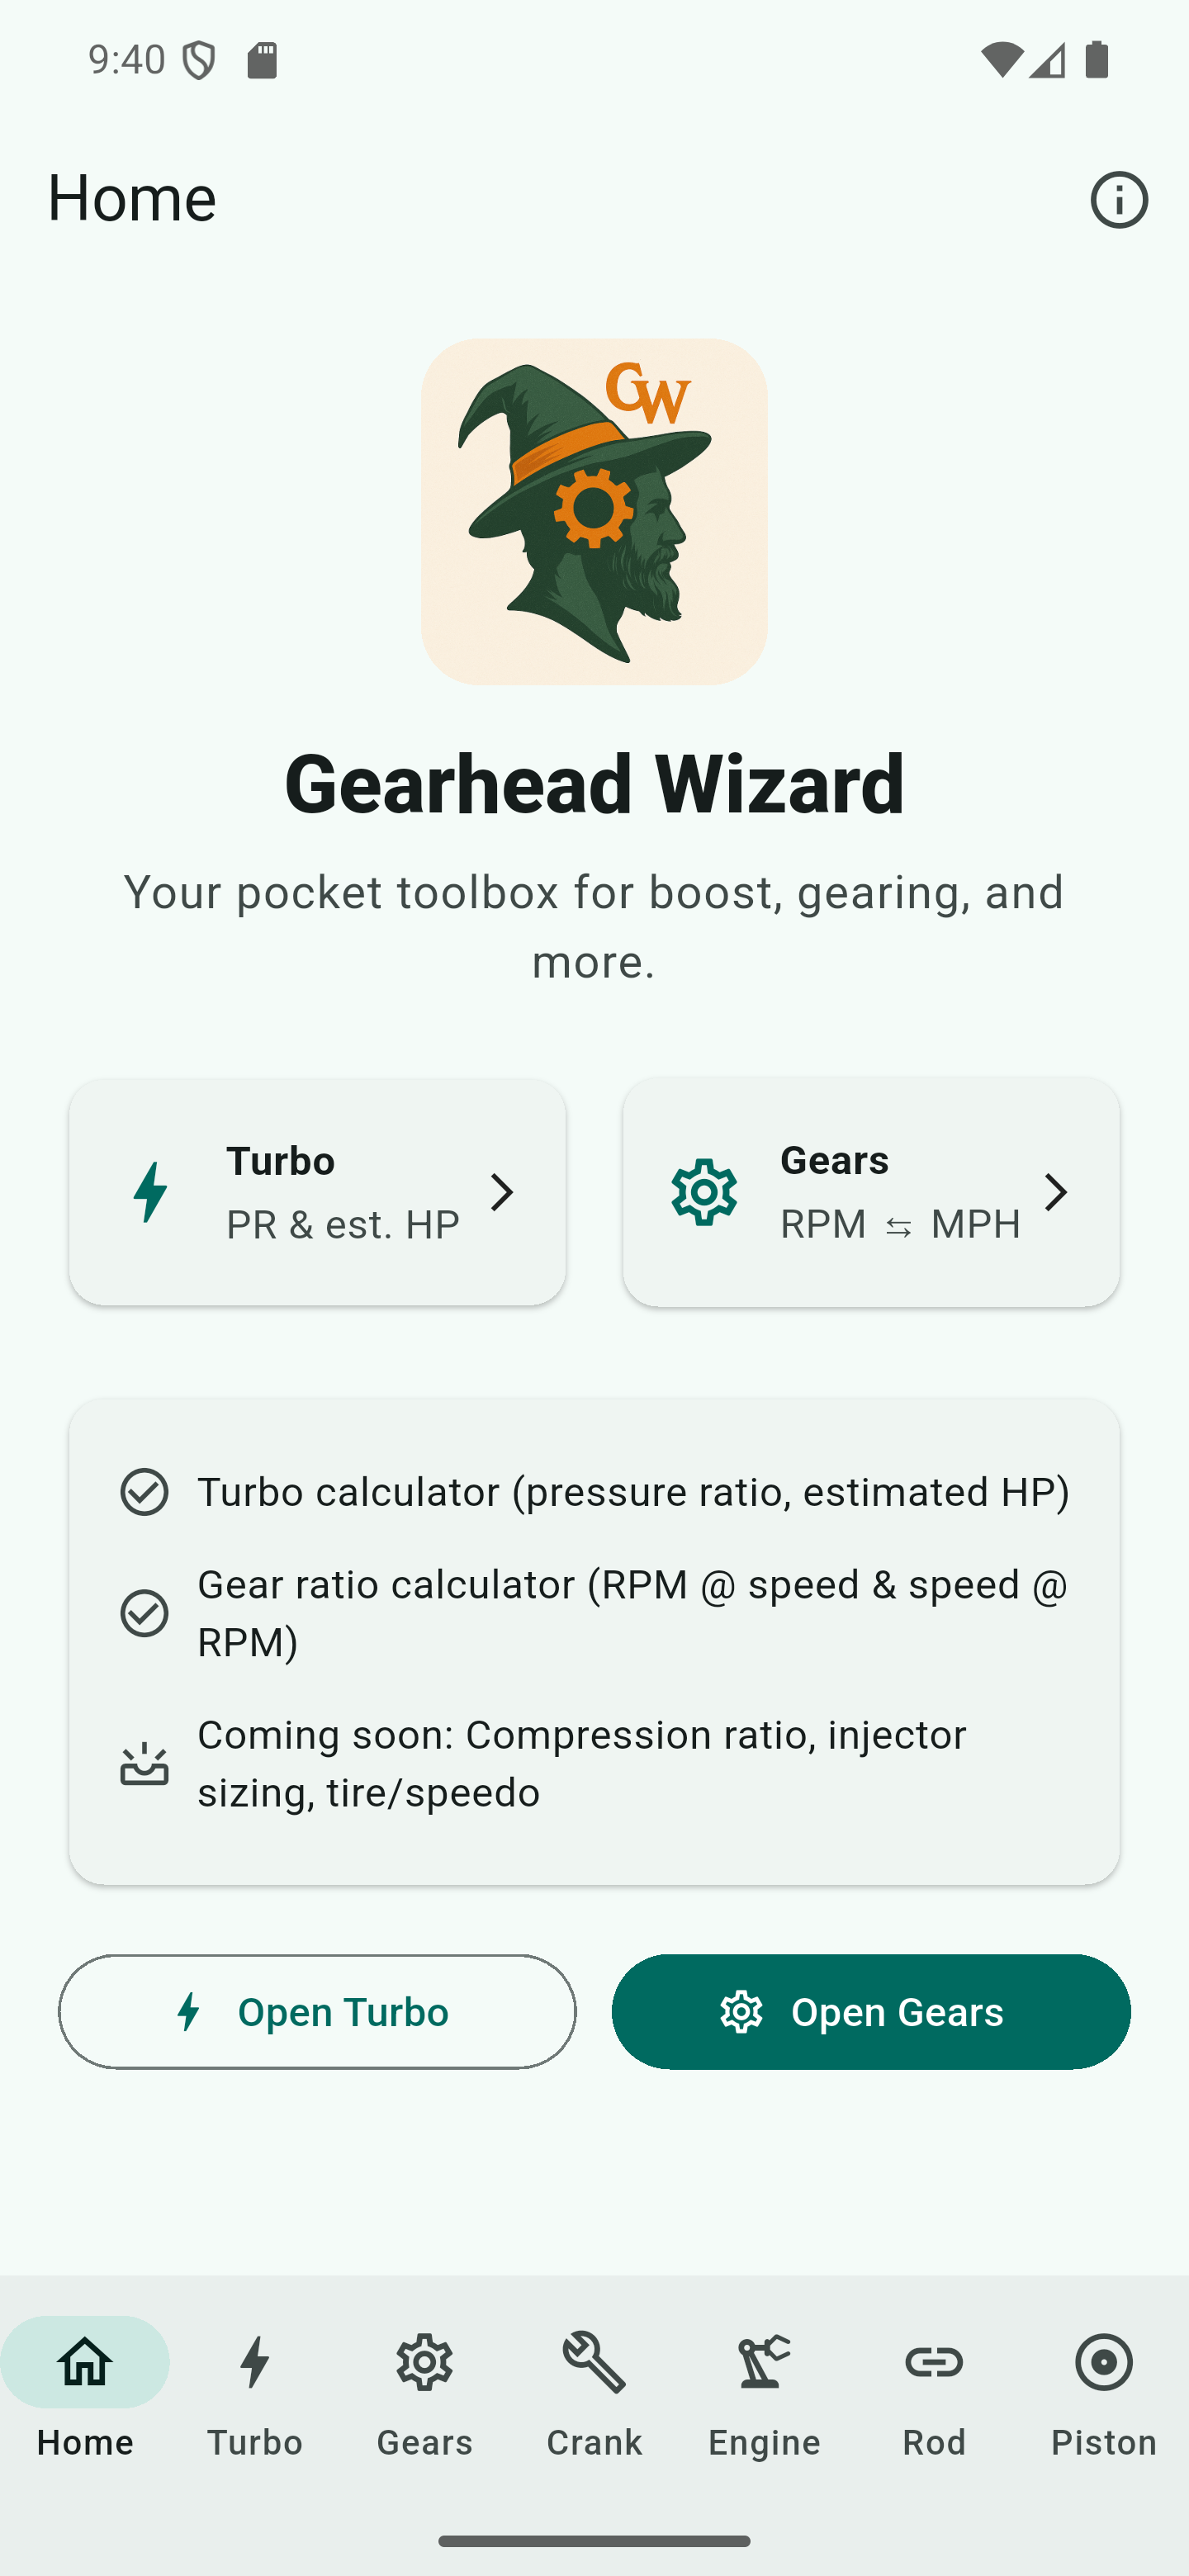 9:40
Home
GW
Gearhead Wizard
Your pocket toolbox for boost, gearing, and
more.
Turbo
PR & est. HP
Gears
RPM ⇆ MPH
Turbo calculator (pressure ratio, estimated HP)
Gear ratio calculator (RPM @ speed & speed @
RPM)
Coming soon: Compression ratio, injector
sizing, tire/speedo
Open Turbo
Open Gears
Home
Turbo
Gears
Crank
Engine
Rod
Piston